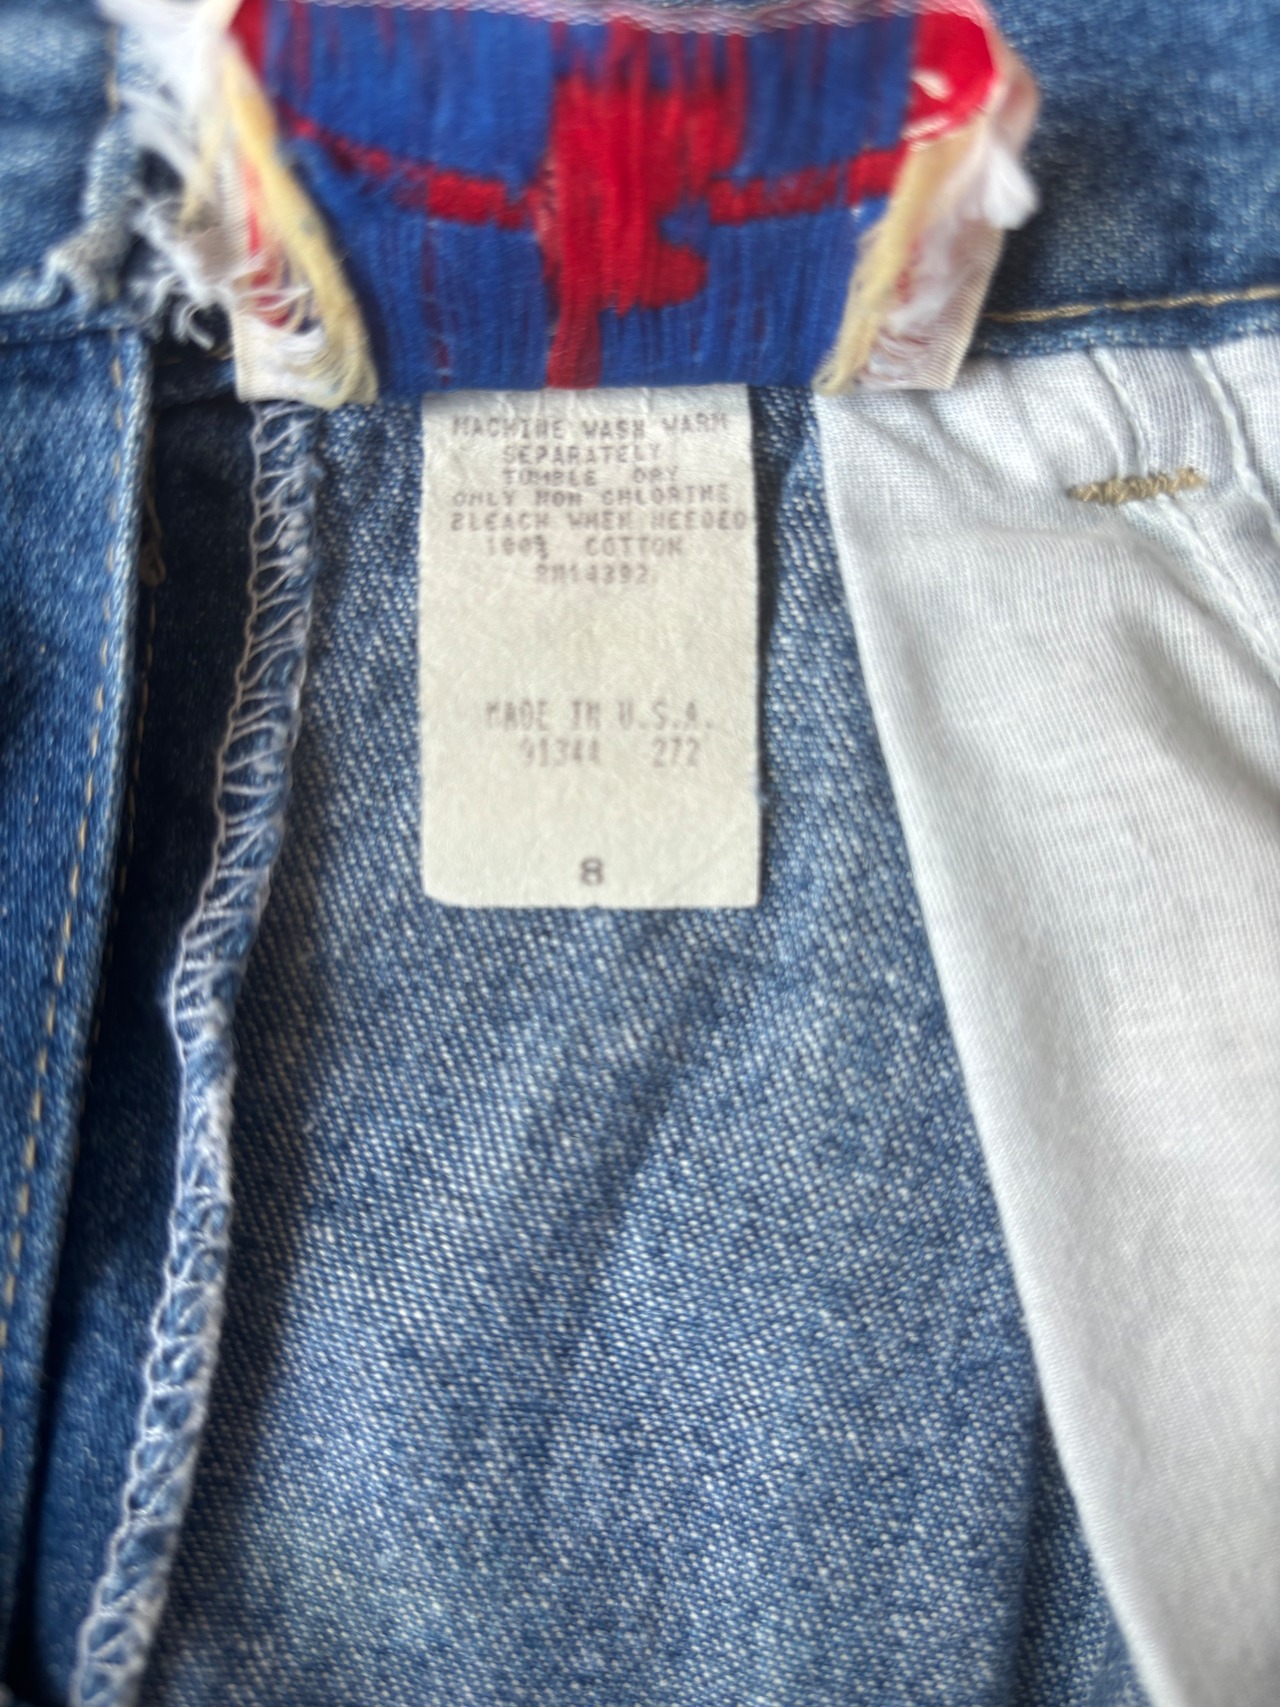 MACHINE WASH WARM
SEPARATELY
TUMBLE DRY
ONLY NON CHLORINE
BLEACH WHEN NEEDED
100% COTTON
RN14392
MADE IN U.S.A.
91344 272
8